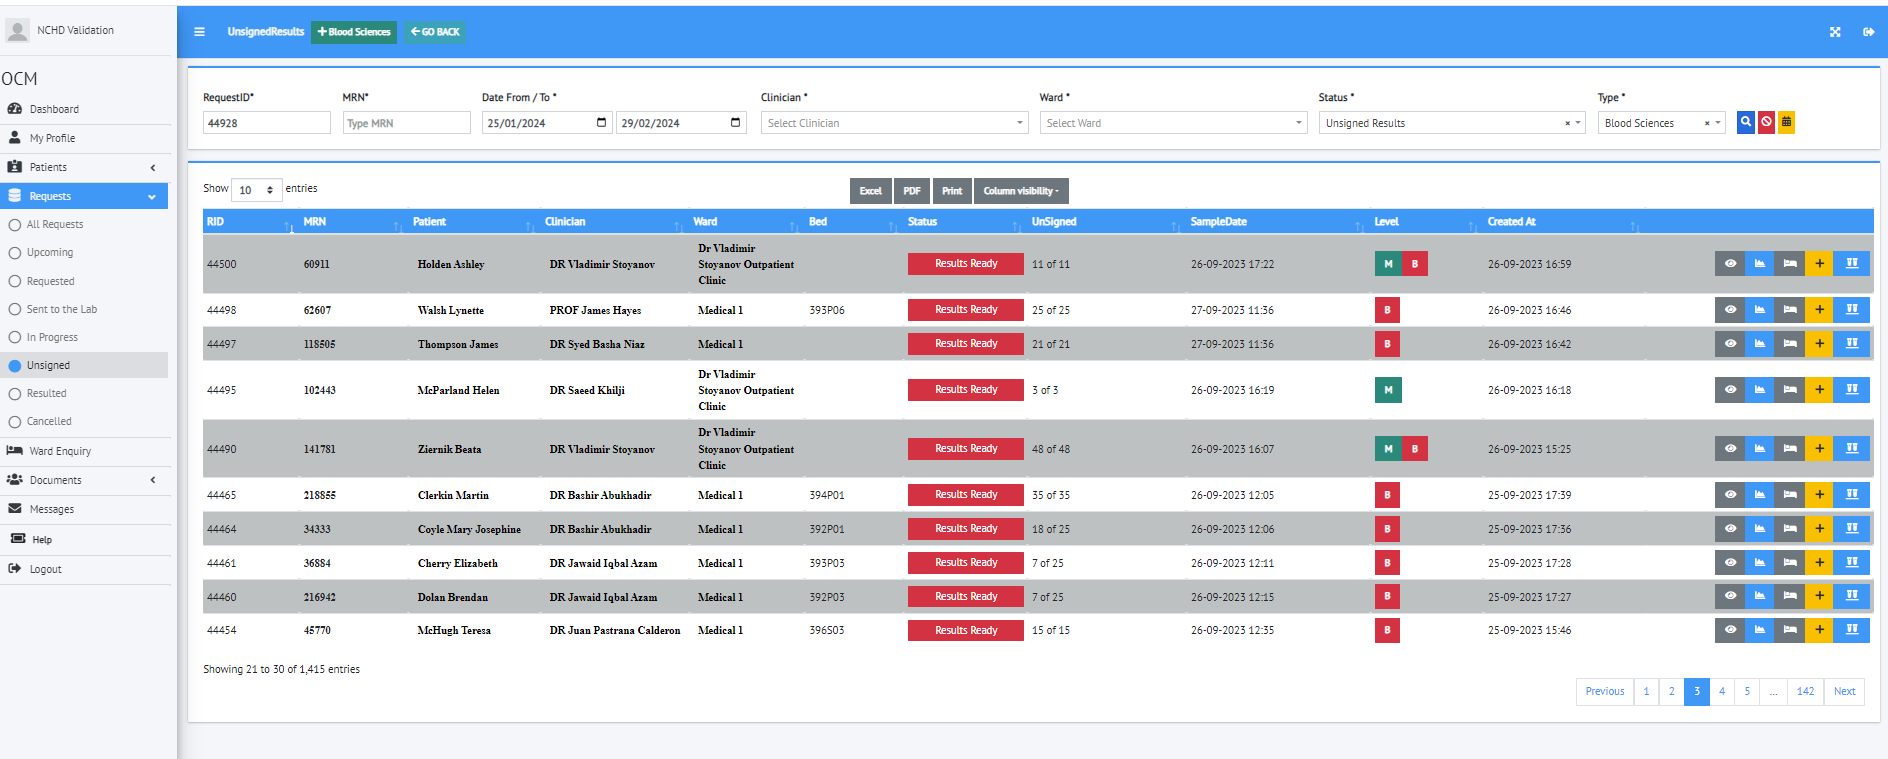 NCHD Validation
OCM
Dashboard
My Profile
Patients
Requests
All Requests
Upcoming
Requested
Sent to the Lab
In Progress
Unsigned
Resulted
Cancelled
Ward Enquiry
Documents
Messages
Help
Logout
UnsignedResults + Blood Sciences GO BACK
RequestID* MRN* Date From / To * Clinician * Ward * Status * Type *
44928 Type MRN 25/01/2024 29/02/2024 Select Clinician Select Ward Unsigned Results × Blood Sciences ×
Show 10 entries Excel PDF Print Column visibility
RID MRN Patient Clinician Ward Bed Status UnSigned SampleDate Level Created At
44500 60911 Holden Ashley DR Vladimir Stoyanov Dr Vladimir Stoyanov Outpatient Clinic Results Ready 11 of 11 26-09-2023 17:22 M B 26-09-2023 16:59
44498 62607 Walsh Lynette PROF James Hayes Medical 1 393P06 Results Ready 25 of 25 27-09-2023 11:36 B 26-09-2023 16:46
44497 118505 Thompson James DR Syed Basha Niaz Medical 1 Results Ready 21 of 21 27-09-2023 11:36 B 26-09-2023 16:42
44495 102443 McParland Helen DR Saeed Khilji Dr Vladimir Stoyanov Outpatient Clinic Results Ready 3 of 3 26-09-2023 16:19 M 26-09-2023 16:18
44490 141781 Ziernik Beata DR Vladimir Stoyanov Dr Vladimir Stoyanov Outpatient Clinic Results Ready 48 of 48 26-09-2023 16:07 M B 26-09-2023 15:25
44465 218855 Clerkin Martin DR Bashir Abukhadir Medical 1 394P01 Results Ready 35 of 35 26-09-2023 12:05 B 25-09-2023 17:39
44464 34333 Coyle Mary Josephine DR Bashir Abukhadir Medical 1 392P01 Results Ready 18 of 25 26-09-2023 12:06 B 25-09-2023 17:36
44461 36884 Cherry Elizabeth DR Jawaid Iqbal Azam Medical 1 393P03 Results Ready 7 of 25 26-09-2023 12:11 B 25-09-2023 17:28
44460 216942 Dolan Brendan DR Jawaid Iqbal Azam Medical 1 392P03 Results Ready 7 of 25 26-09-2023 12:15 B 25-09-2023 17:27
44454 45770 McHugh Teresa DR Juan Pastrana Calderon Medical 1 396S03 Results Ready 15 of 15 26-09-2023 12:35 B 25-09-2023 15:46
Showing 21 to 30 of 1,415 entries
Previous 1 2 3 4 5 ... 142 Next